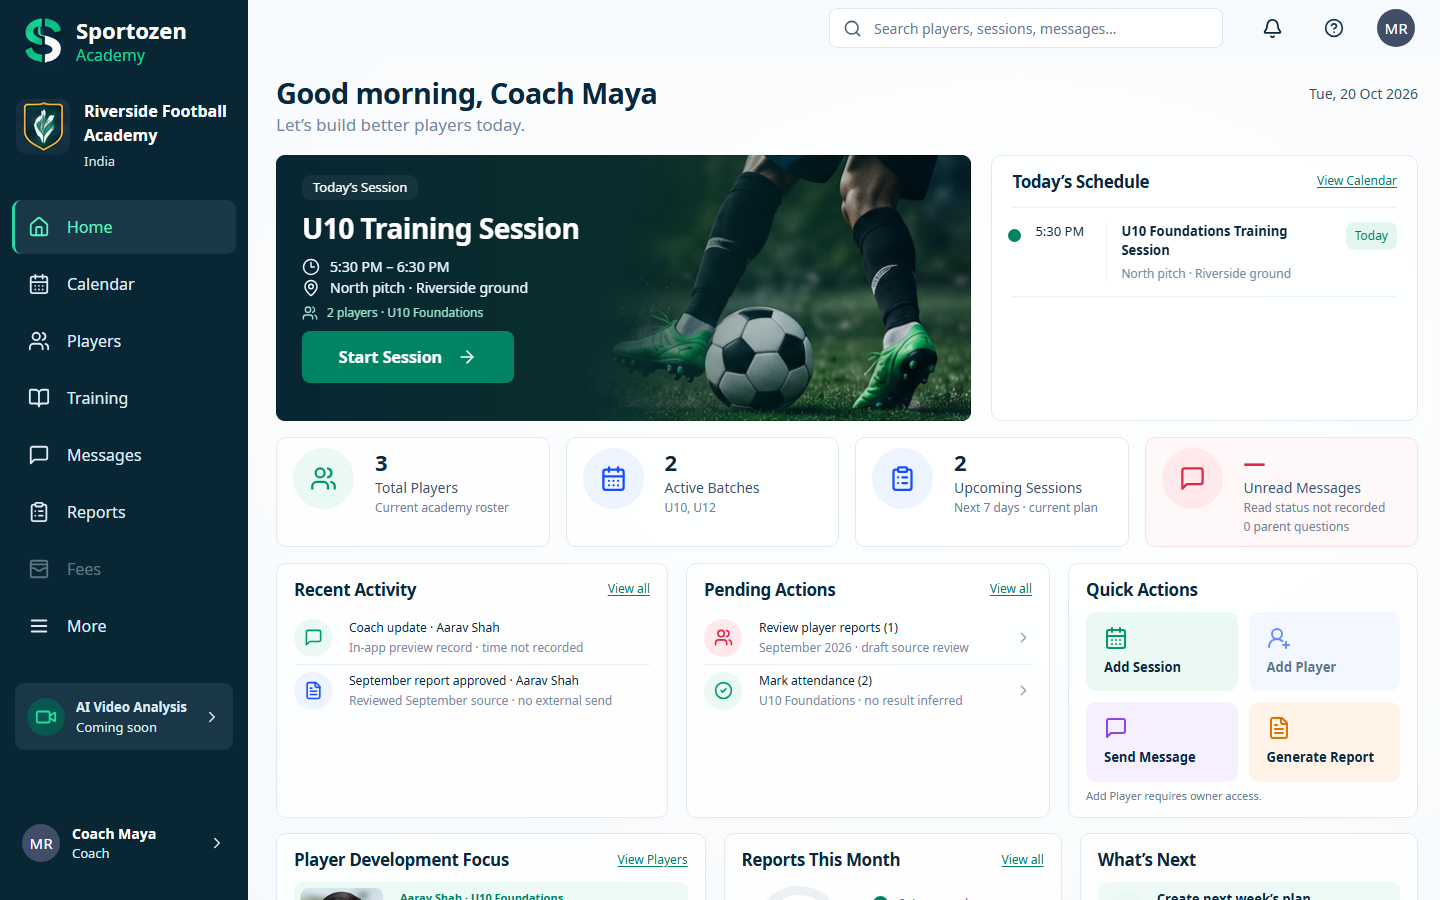 Sportozen
Academy
Riverside Football
Academy
India
Home
Calendar
Players
Training
Messages
Reports
Fees
More
AI Video Analysis
Coming soon
MR
Coach Maya
Coach
Search players, sessions, messages...
MR
Good morning, Coach Maya
Let's build better players today.
Tue, 20 Oct 2026
Today's Session
U10 Training Session
5:30 PM – 6:30 PM
North pitch · Riverside ground
2 players · U10 Foundations
Start Session
Today's Schedule
View Calendar
5:30 PM
U10 Foundations Training
Session
North pitch · Riverside ground
Today
3
Total Players
Current academy roster
2
Active Batches
U10, U12
2
Upcoming Sessions
Next 7 days · current plan
—
Unread Messages
Read status not recorded
0 parent questions
Recent Activity
View all
Coach update · Aarav Shah
In-app preview record · time not recorded
September report approved · Aarav Shah
Reviewed September source · no external send
Pending Actions
View all
Review player reports (1)
September 2026 · draft source review
Mark attendance (2)
U10 Foundations · no result inferred
Quick Actions
Add Session
Add Player
Send Message
Generate Report
Add Player requires owner access.
Player Development Focus
View Players
Aarav Shah · U10 Foundations
Reports This Month
View all
What's Next
Create next week's plan